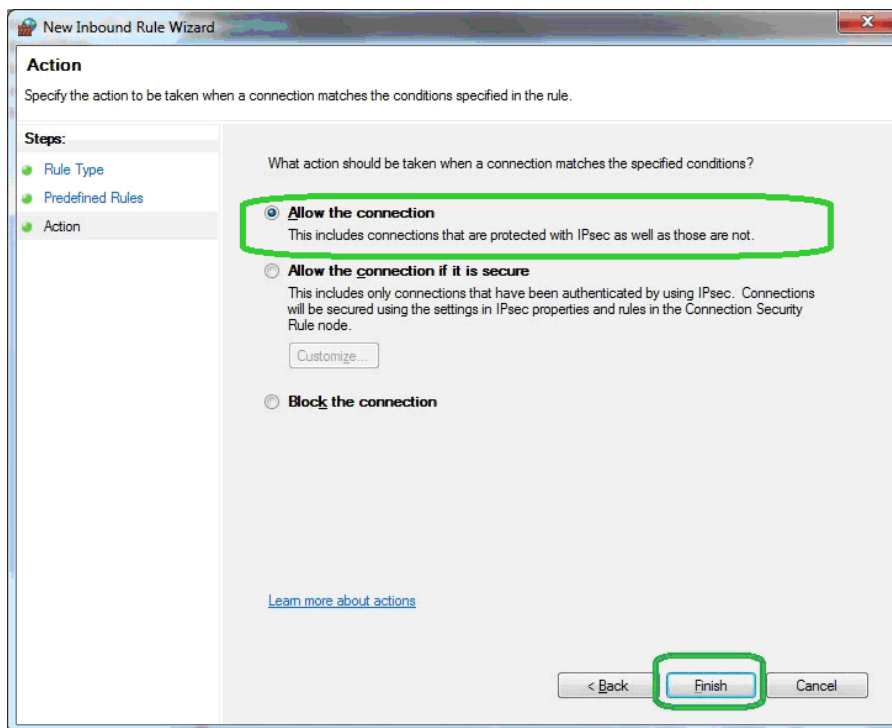 New Inbound Rule Wizard
Action
Specify the action to be taken when a connection matches the conditions specified in the rule.
Steps:
Rule Type
Predefined Rules
Action
What action should be taken when a connection matches the specified conditions?
Allow the connection
This includes connections that are protected with IPsec as well as those are not.
Allow the connection if it is secure
This includes only connections that have been authenticated by using IPsec. Connections
will be secured using the settings in IPsec properties and rules in the Connection Security
Rule node.
Customize...
Block the connection
Learn more about actions
< Back
Finish
Cancel